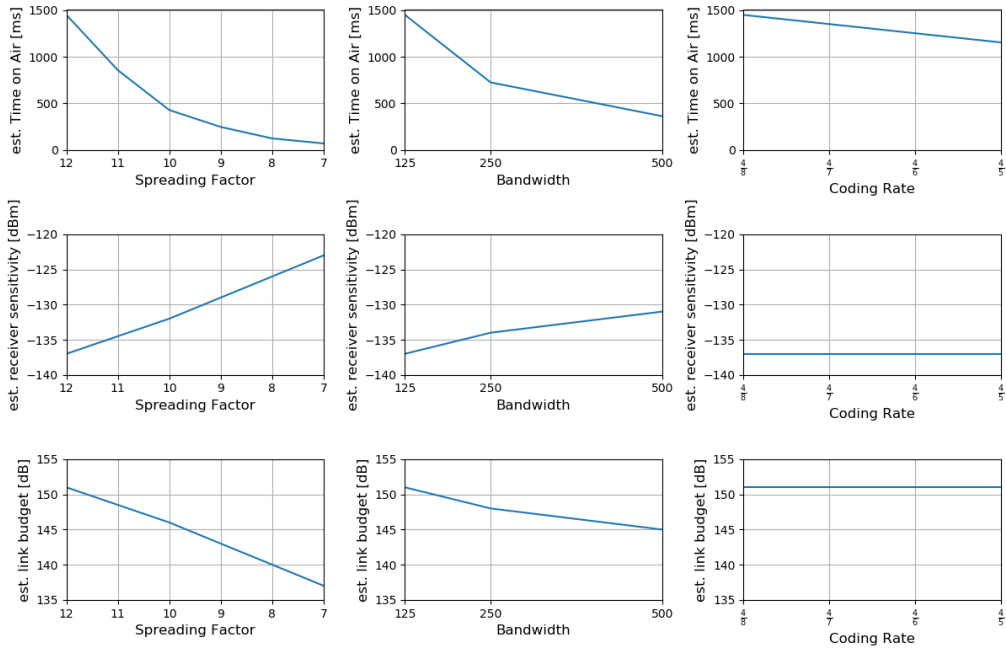 est. Time on Air [ms]
1500
1000
500
0
12 11 10 9 8 7
Spreading Factor
est. Time on Air [ms]
1500
1000
500
0
125 250 500
Bandwidth
est. Time on Air [ms]
1500
1000
500
0
4/8 4/7 4/6 4/5
Coding Rate
est. receiver sensitivity [dBm]
−120
−125
−130
−135
−140
12 11 10 9 8 7
Spreading Factor
est. receiver sensitivity [dBm]
−120
−125
−130
−135
−140
125 250 500
Bandwidth
est. receiver sensitivity [dBm]
−120
−125
−130
−135
−140
4/8 4/7 4/6 4/5
Coding Rate
est. link budget [dB]
155
150
145
140
135
12 11 10 9 8 7
Spreading Factor
est. link budget [dB]
155
150
145
140
135
125 250 500
Bandwidth
est. link budget [dB]
155
150
145
140
135
4/8 4/7 4/6 4/5
Coding Rate